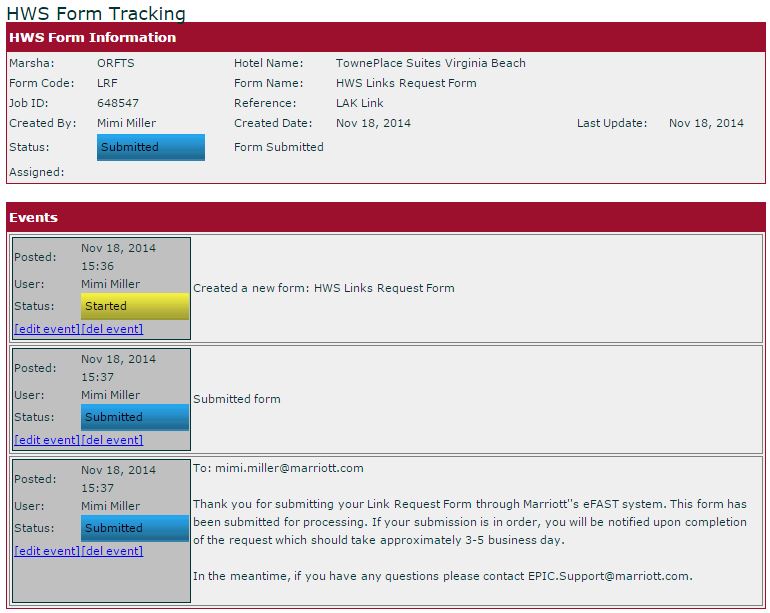 HWS Form Tracking
HWS Form Information
Marsha: ORFTS Hotel Name: TownePlace Suites Virginia Beach
Form Code: LRF Form Name: HWS Links Request Form
Job ID: 648547 Reference: LAK Link
Created By: Mimi Miller Created Date: Nov 18, 2014 Last Update: Nov 18, 2014
Status: Submitted Form Submitted
Assigned:
Events
Posted: Nov 18, 2014
15:36
User: Mimi Miller
Status: Started
[edit event][del event]
Created a new form: HWS Links Request Form
Posted: Nov 18, 2014
15:37
User: Mimi Miller
Status: Submitted
[edit event][del event]
Submitted form
Posted: Nov 18, 2014
15:37
User: Mimi Miller
Status: Submitted
[edit event][del event]
To: mimi.miller@marriott.com
Thank you for submitting your Link Request Form through Marriott''s eFAST system. This form has
been submitted for processing. If your submission is in order, you will be notified upon completion
of the request which should take approximately 3-5 business day.
In the meantime, if you have any questions please contact EPIC.Support@marriott.com.